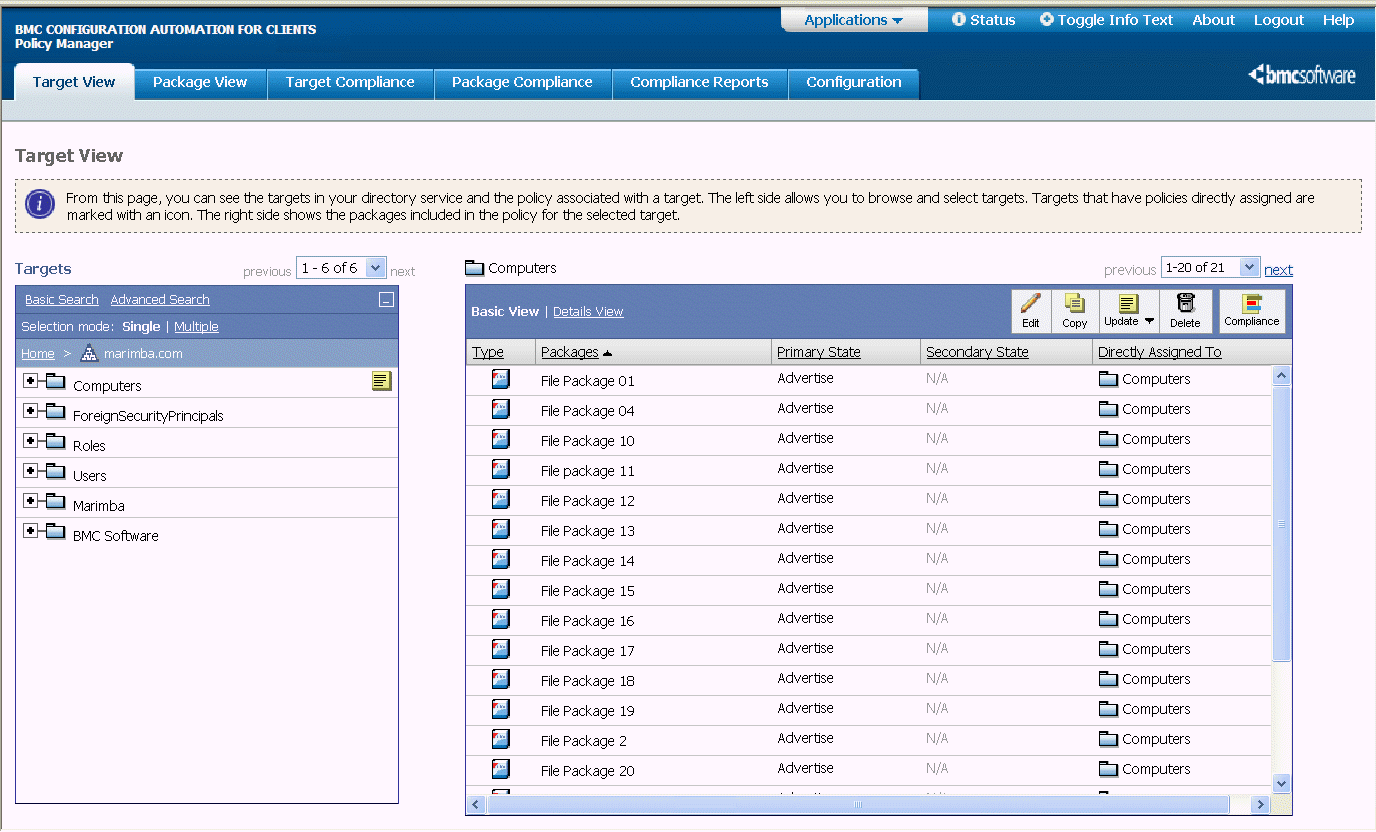 BMC CONFIGURATION AUTOMATION FOR CLIENTS
Policy Manager
Applications Status Toggle Info Text About Logout Help
Target View Package View Target Compliance Package Compliance Compliance Reports Configuration
bmcsoftware
Target View
i From this page, you can see the targets in your directory service and the policy associated with a target. The left side allows you to browse and select targets. Targets that have policies directly assigned are
marked with an icon. The right side shows the packages included in the policy for the selected target.
Targets previous 1 - 6 of 6 next
Basic Search Advanced Search
Selection mode: Single | Multiple
Home > marimba.com
Computers
ForeignSecurityPrincipals
Roles
Users
Marimba
BMC Software
Computers previous 1-20 of 21 next
Basic View | Details View Edit Copy Update Delete Compliance
Type Packages Primary State Secondary State Directly Assigned To
File Package 01 Advertise N/A Computers
File Package 04 Advertise N/A Computers
File Package 10 Advertise N/A Computers
File package 11 Advertise N/A Computers
File Package 12 Advertise N/A Computers
File Package 13 Advertise N/A Computers
File Package 14 Advertise N/A Computers
File Package 15 Advertise N/A Computers
File Package 16 Advertise N/A Computers
File Package 17 Advertise N/A Computers
File Package 18 Advertise N/A Computers
File Package 19 Advertise N/A Computers
File Package 2 Advertise N/A Computers
File Package 20 Advertise N/A Computers